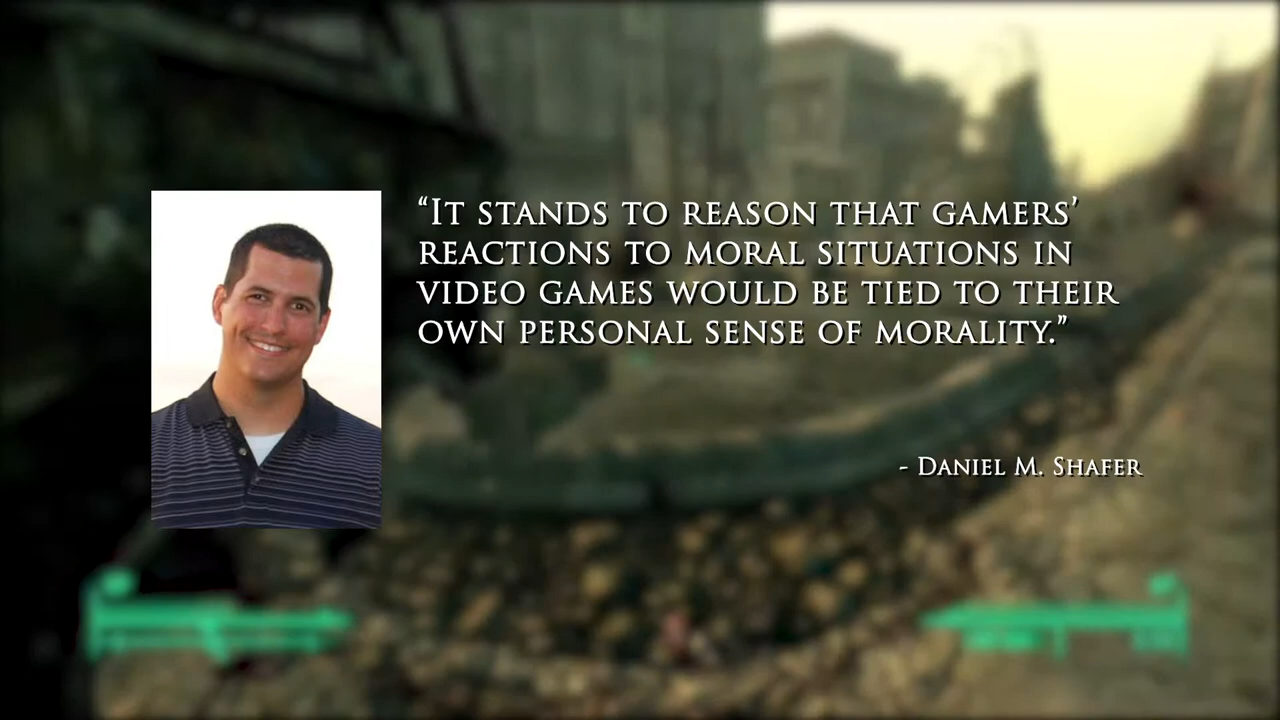 “It stands to reason that gamers’
reactions to moral situations in
video games would be tied to their
own personal sense of morality.”
- Daniel M. Shafer